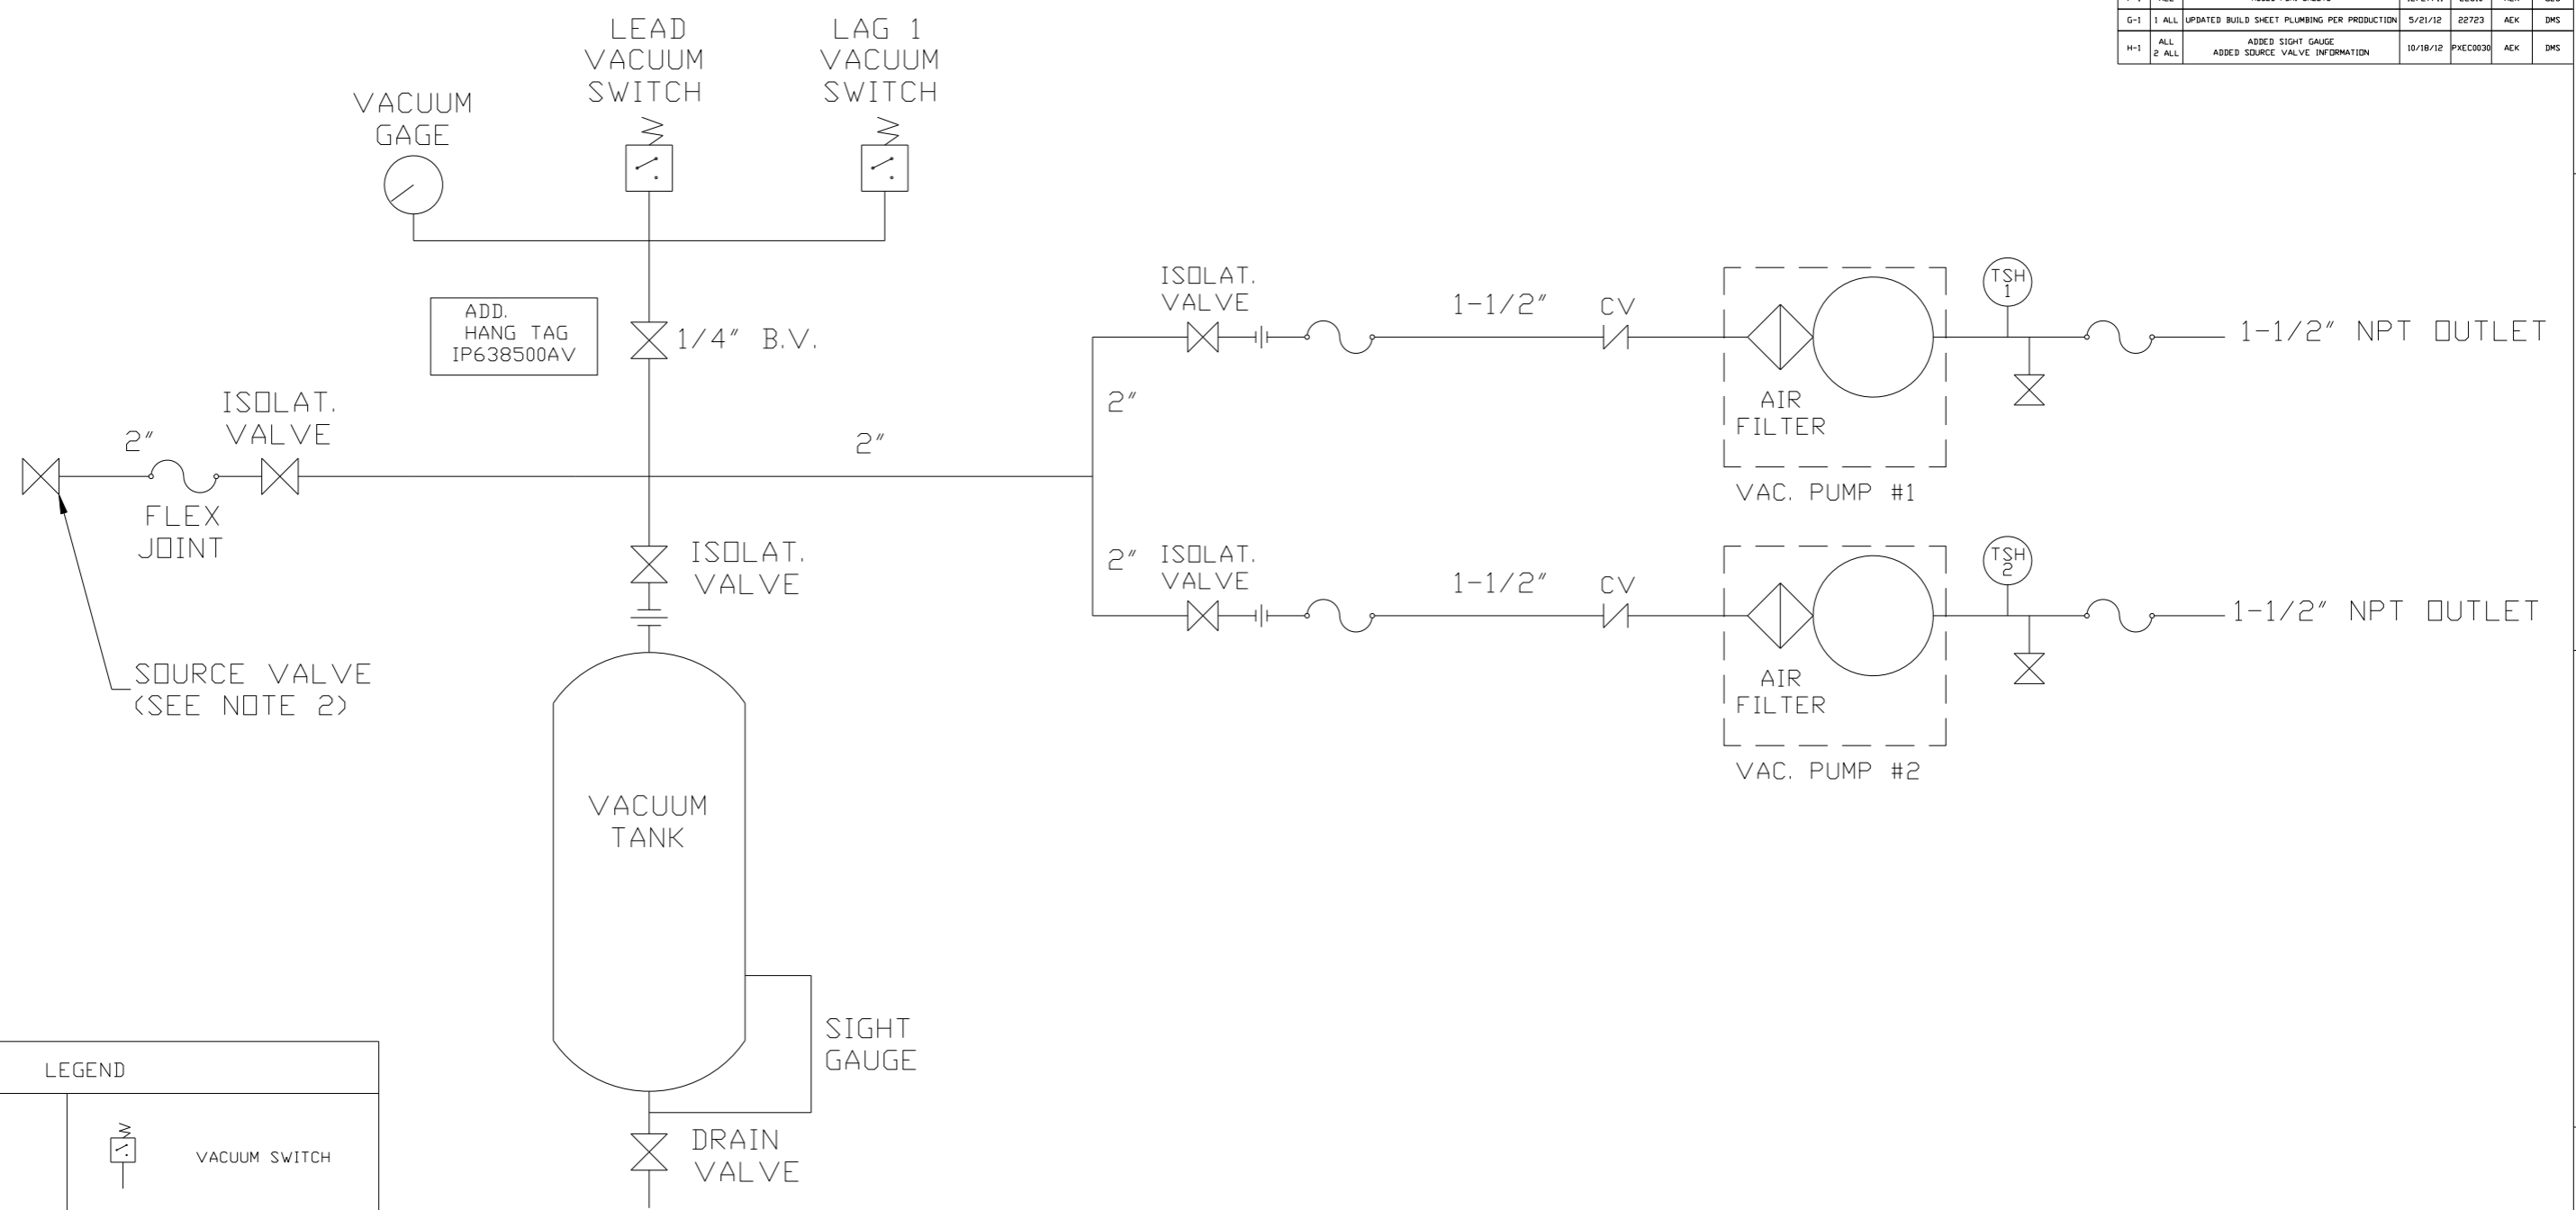 G-1 1 ALL UPDATED BUILD SHEET PLUMBING PER PRODUCTION 5/21/12 22723 AEK DMS
H-1 ALL 2 ALL ADDED SIGHT GAUGE ADDED SOURCE VALVE INFORMATION 10/18/12 PXEC0030 AEK DMS
LEAD
VACUUM
SWITCH
LAG 1
VACUUM
SWITCH
VACUUM
GAGE
ADD.
HANG TAG
IP638500AV
1/4" B.V.
ISOLAT.
VALVE
2"
FLEX
JOINT
SOURCE VALVE
(SEE NOTE 2)
2"
ISOLAT.
VALVE
VACUUM
TANK
SIGHT
GAUGE
DRAIN
VALVE
2"
ISOLAT.
VALVE
1-1/2"
CV
AIR
FILTER
VAC. PUMP #1
TSH
1
1-1/2" NPT OUTLET
2"
ISOLAT.
VALVE
1-1/2"
CV
AIR
FILTER
VAC. PUMP #2
TSH
2
1-1/2" NPT OUTLET
LEGEND
VACUUM SWITCH